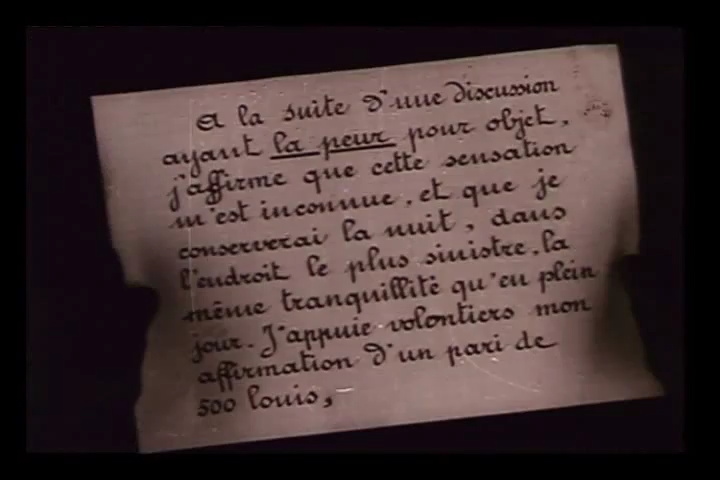 A la suite d'une discussion
ayant la peur pour objet,
j'affirme que cette sensation
m'est inconnue, et que je
conserverai la nuit, dans
l'endroit le plus sinistre, la
même tranquillité qu'en plein
jour. J'appuie volontiers mon
affirmation d'un pari de
500 louis,